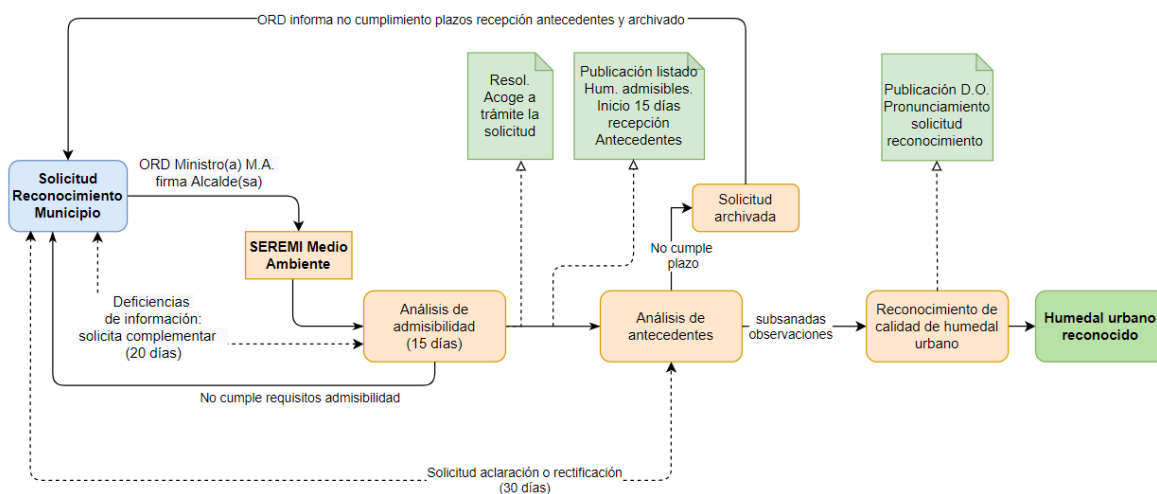 ORD informa no cumplimiento plazos recepción antecedentes y archivado
Resol.
Acoge a
trámite la
solicitud
Publicación listado
Hum. admisibles.
Inicio 15 días
recepción
Antecedentes
Publicación D.O.
Pronunciamiento
solicitud
reconocimiento
Solicitud
Reconocimiento
Municipio
ORD Ministro(a) M.A.
firma Alcalde(sa)
Solicitud
archivada
SEREMI Medio
Ambiente
No cumple
plazo
Deficiencias
de información:
solicita complementar
(20 días)
Análisis de
admisibilidad
(15 días)
Análisis de
antecedentes
subsanadas
observaciones
Reconocimiento de
calidad de humedal
urbano
Humedal urbano
reconocido
No cumple requisitos admisibilidad
Solicitud aclaración o rectificación
(30 días)